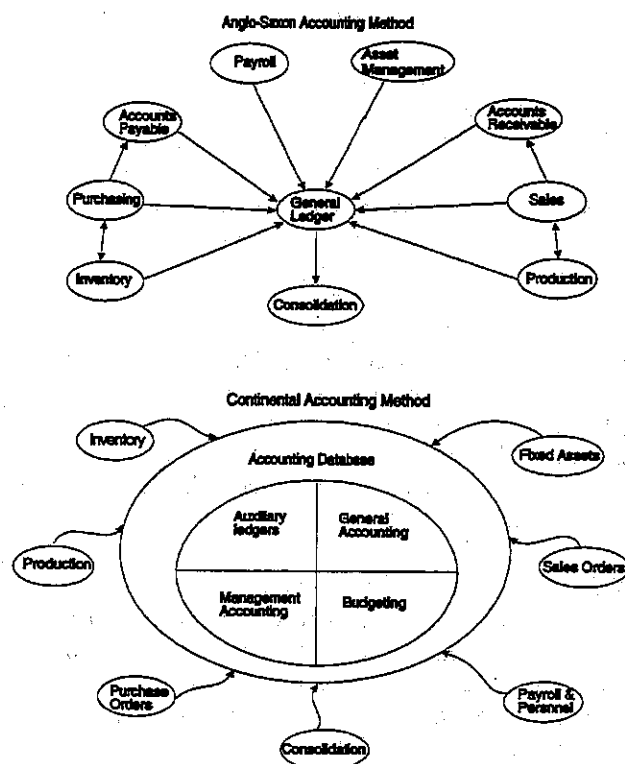 Anglo-Saxon Accounting Method
Payroll
Asset
Management
Accounts
Payable
Accounts
Receivable
Purchasing
General
Ledger
Sales
Inventory
Consolidation
Production
Continental Accounting Method
Inventory
Fixed Assets
Accounting Database
Auxiliary
ledgers
General
Accounting
Production
Sales Orders
Management
Accounting
Budgeting
Purchase
Orders
Payroll &
Personnel
Consolidation